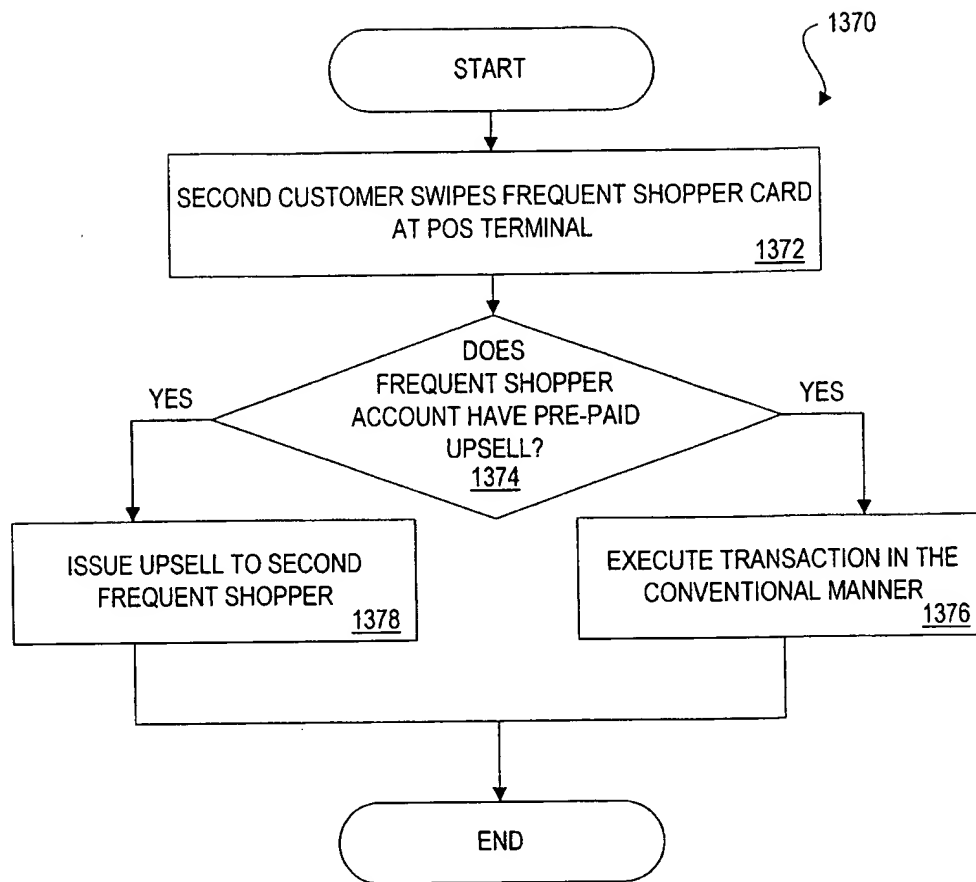 1370
START
SECOND CUSTOMER SWIPES FREQUENT SHOPPER CARD
AT POS TERMINAL
1372
DOES
FREQUENT SHOPPER
ACCOUNT HAVE PRE-PAID
UPSELL?
1374
YES
YES
ISSUE UPSELL TO SECOND
FREQUENT SHOPPER
1378
EXECUTE TRANSACTION IN THE
CONVENTIONAL MANNER
1376
END